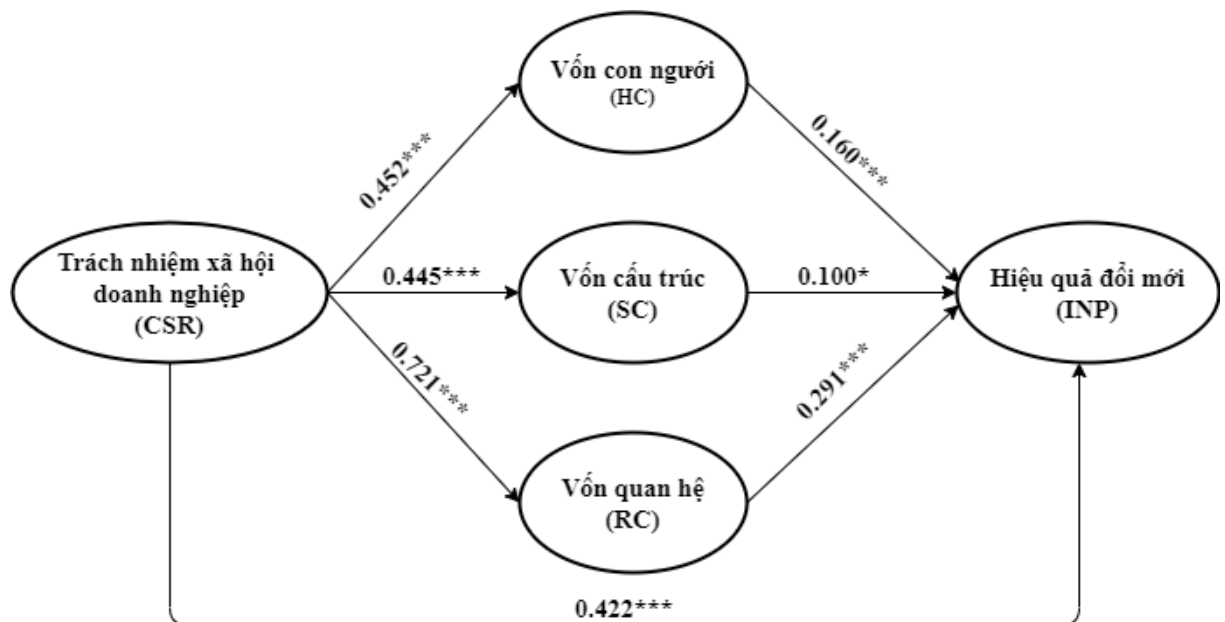 Vốn con người
(HC)
0.452***
0.160***
Trách nhiệm xã hội
doanh nghiệp
(CSR)
0.445***
Vốn cấu trúc
(SC)
0.100*
Hiệu quả đổi mới
(INP)
0.721***
0.291***
Vốn quan hệ
(RC)
0.422***